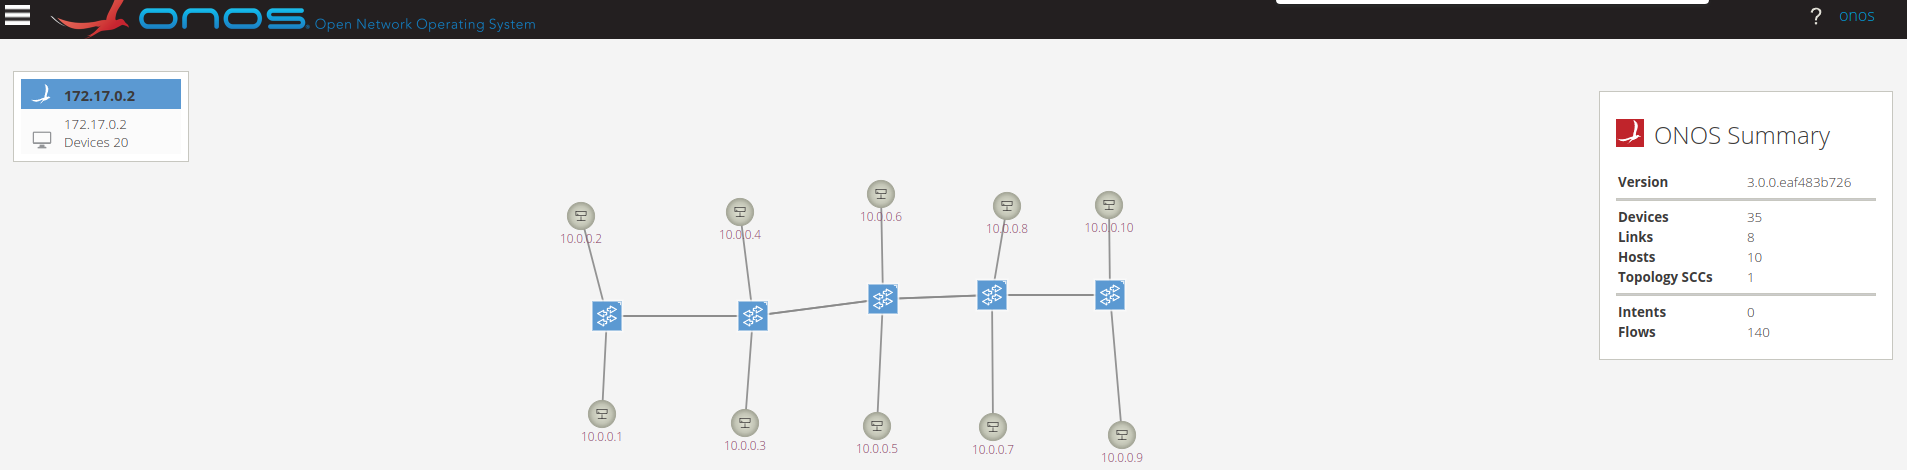 onos Open Network Operating System
? onos
172.17.0.2
172.17.0.2
Devices 20
ONOS Summary
Version 3.0.0.eaf483b726
Devices 35
Links 8
Hosts 10
Topology SCCs 1
Intents 0
Flows 140
10.0.0.2
10.0.0.4
10.0.0.6
10.0.0.8
10.0.0.10
10.0.0.1
10.0.0.3
10.0.0.5
10.0.0.7
10.0.0.9